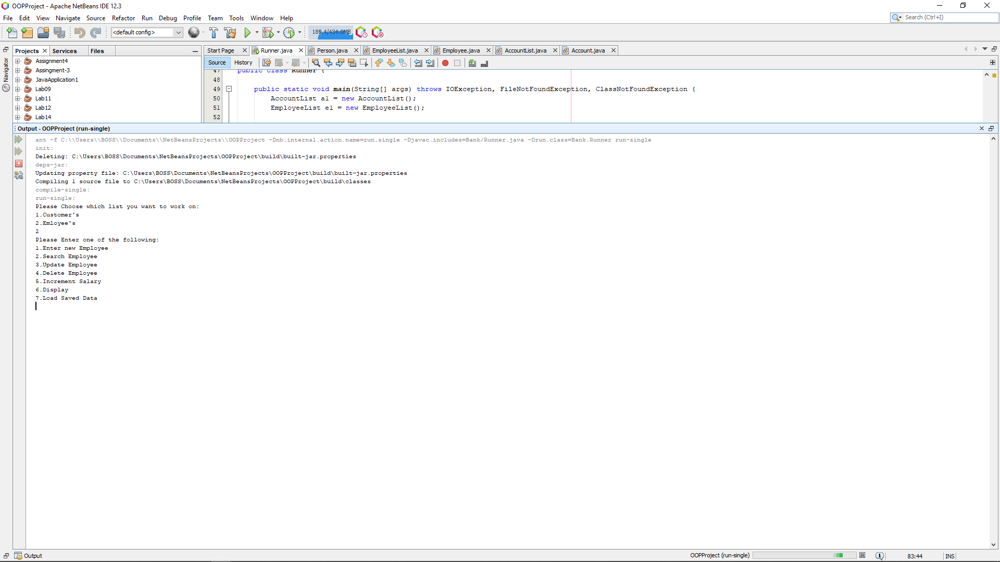 OOPProject - Apache NetBeans IDE 12.3
File Edit View Navigate Source Refactor Run Debug Profile Team Tools Window Help
Search (Ctrl+I)
<default config>
189.4/434.0MB
Projects Services Files
Start Page Runner.java Person.java EmployeeList.java Employee.java AccountList.java Account.java
Navigator
Source History
Assignment4
Assingment-3
JavaApplication1
Lab09
Lab11
Lab12
Lab14
47 public class Runner {
48
49 public static void main(String[] args) throws IOException, FileNotFoundException, ClassNotFoundException {
50 AccountList a1 = new AccountList();
51 EmployeeList e1 = new EmployeeList();
52
Output - OOPProject (run-single)
ant -f C:\\Users\\BOSS\\Documents\\NetBeansProjects\\OOPProject -Dnb.internal.action.name=run.single -Djavac.includes=Bank/Runner.java -Drun.class=Bank.Runner run-single
init:
Deleting: C:\Users\BOSS\Documents\NetBeansProjects\OOPProject\build\built-jar.properties
deps-jar:
Updating property file: C:\Users\BOSS\Documents\NetBeansProjects\OOPProject\build\built-jar.properties
Compiling 1 source file to C:\Users\BOSS\Documents\NetBeansProjects\OOPProject\build\classes
compile-single:
run-single:
Please Choose which list you want to work on:
1.Customer's
2.Emloyee's
2
Please Enter one of the following:
1.Enter new Employee
2.Search Employee
3.Update Employee
4.Delete Employee
5.Increment Salary
6.Display
7.Load Saved Data
Output
OOPProject (run-single)
1
83:44
INS